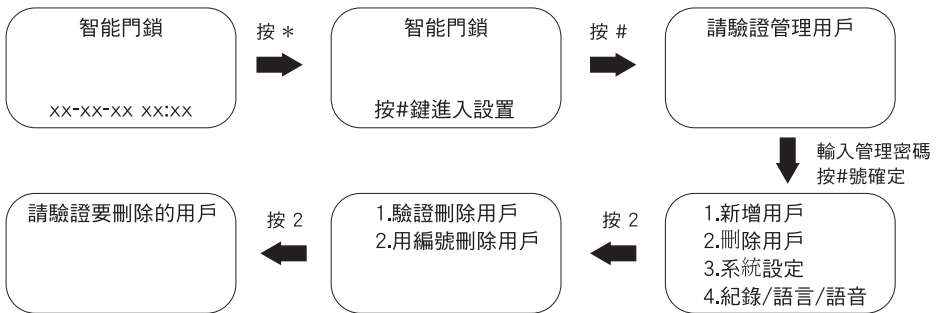 智能門鎖
xx-xx-xx xx:xx
按 *
智能門鎖
按#鍵進入設置
按 #
請驗證管理用戶
輸入管理密碼
按#號確定
1.新增用戶
2.刪除用戶
3.系統設定
4.紀錄/語言/語音
按 2
1.驗證刪除用戶
2.用編號刪除用戶
按 2
請驗證要刪除的用戶